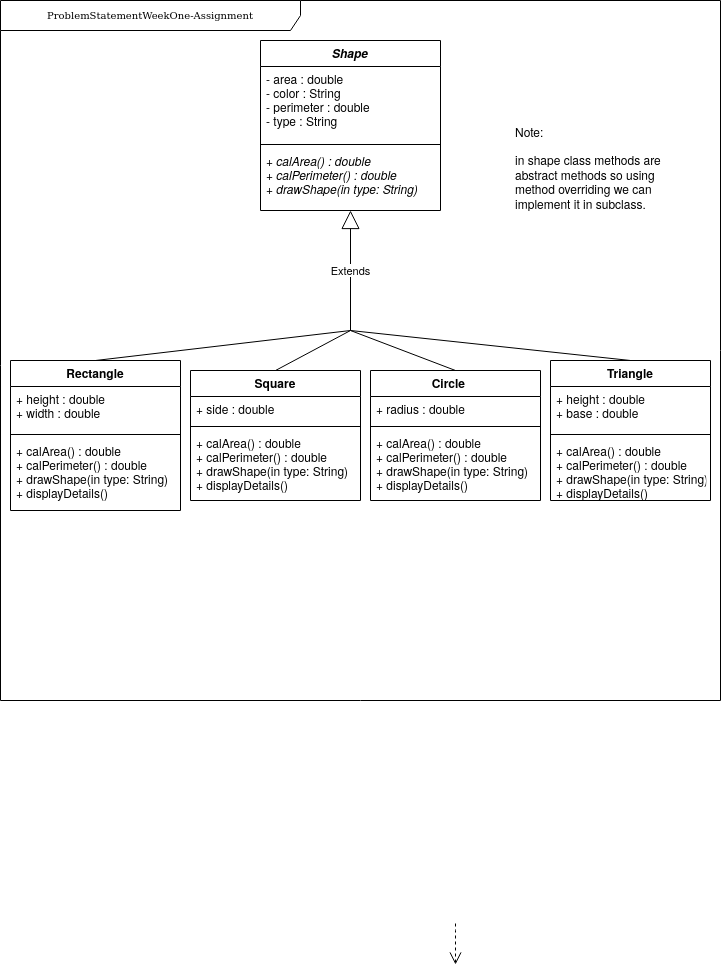 ProblemStatementWeekOne-Assignment
Shape
- area : double
- color : String
- perimeter : double
- type : String
+ calArea() : double
+ calPerimeter() : double
+ drawShape(in type: String)
Note:
in shape class methods are
abstract methods so using
method overriding we can
implement it in subclass.
Extends
Rectangle
+ height : double
+ width : double
+ calArea() : double
+ calPerimeter() : double
+ drawShape(in type: String)
+ displayDetails()
Square
+ side : double
+ calArea() : double
+ calPerimeter() : double
+ drawShape(in type: String)
+ displayDetails()
Circle
+ radius : double
+ calArea() : double
+ calPerimeter() : double
+ drawShape(in type: String)
+ displayDetails()
Triangle
+ height : double
+ base : double
+ calArea() : double
+ calPerimeter() : double
+ drawShape(in type: String)
+ displayDetails()